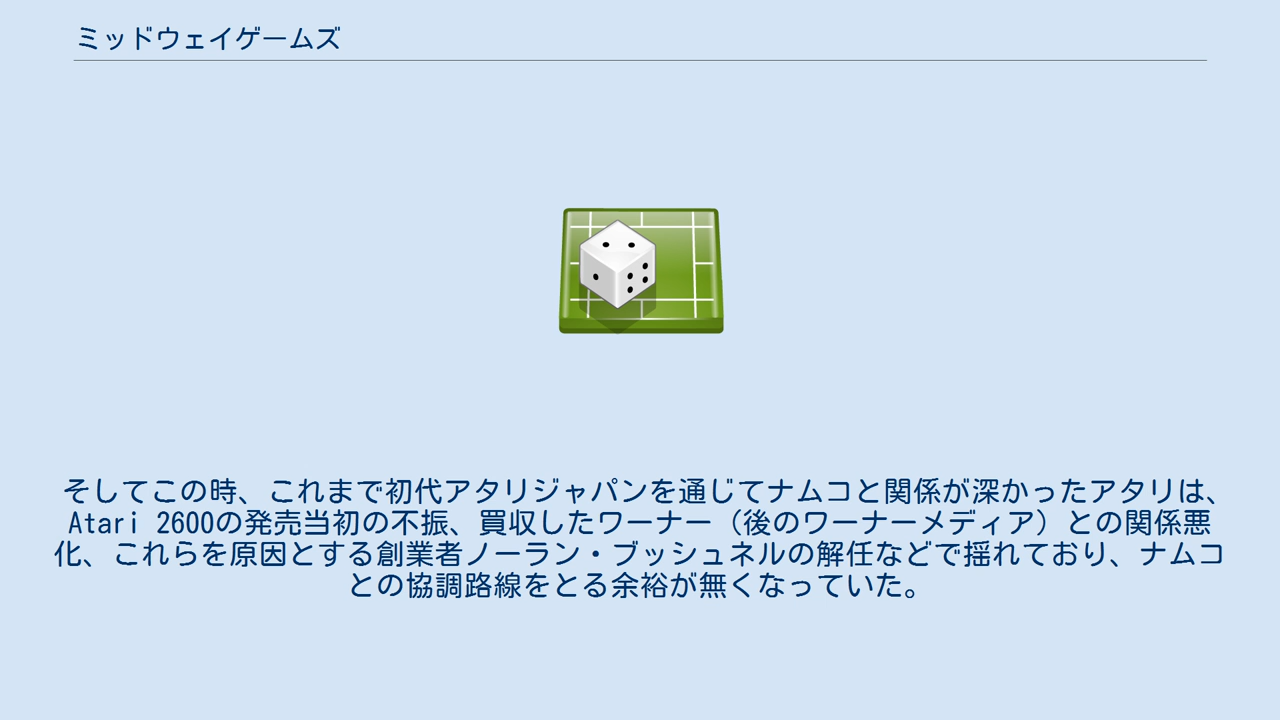 ミッドウェイゲームズ
そしてこの時、これまで初代アタリジャパンを通じてナムコと関係が深かったアタリは、
Atari 2600の発売当初の不振、買収したワーナー（後のワーナーメディア）との関係悪
化、これらを原因とする創業者ノーラン・ブッシュネルの解任などで揺れており、ナムコ
との協調路線をとる余裕が無くなっていた。